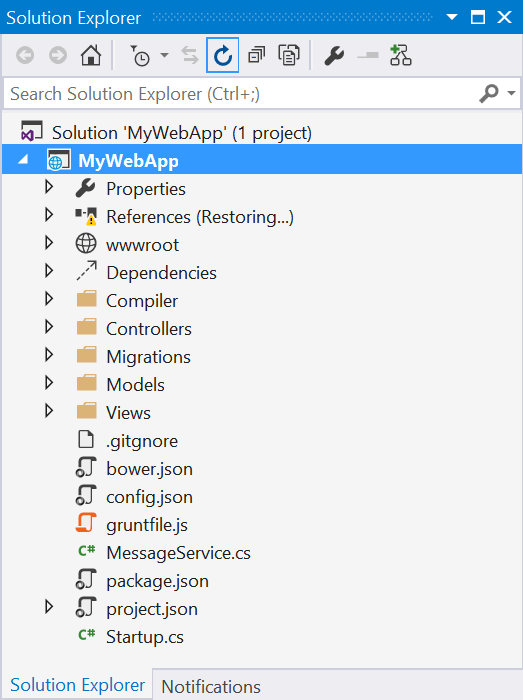 Solution Explorer
Search Solution Explorer (Ctrl+;)
Solution 'MyWebApp' (1 project)
MyWebApp
Properties
References (Restoring...)
wwwroot
Dependencies
Compiler
Controllers
Migrations
Models
Views
.gitgnore
bower.json
config.json
gruntfile.js
C# MessageService.cs
package.json
project.json
C# Startup.cs
Solution Explorer Notifications